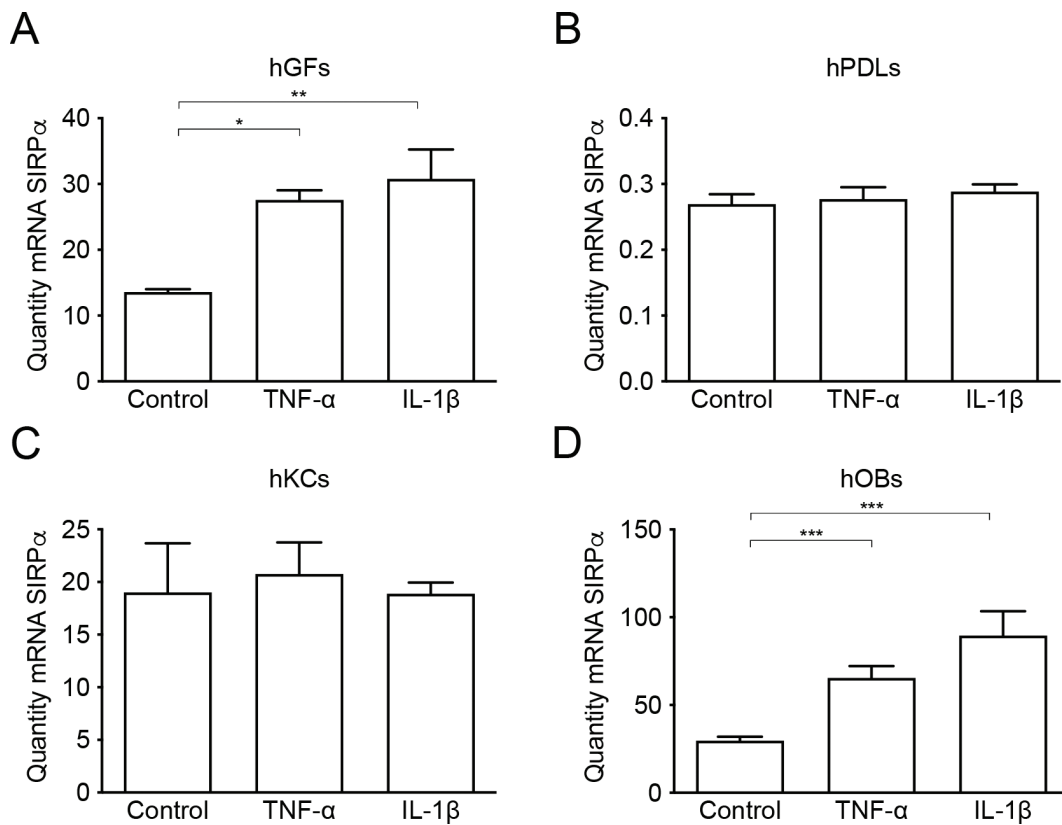 A
hGFs
**
*
Quantity mRNA SIRPα
40
30
20
10
0
Control TNF-α IL-1β
B
hPDLs
Quantity mRNA SIRPα
0.4
0.3
0.2
0.1
0.0
Control TNF-α IL-1β
C
hKCs
Quantity mRNA SIRPα
25
20
15
10
5
0
Control TNF-α IL-1β
D
hOBs
***
***
Quantity mRNA SIRPα
150
100
50
0
Control TNF-α IL-1β